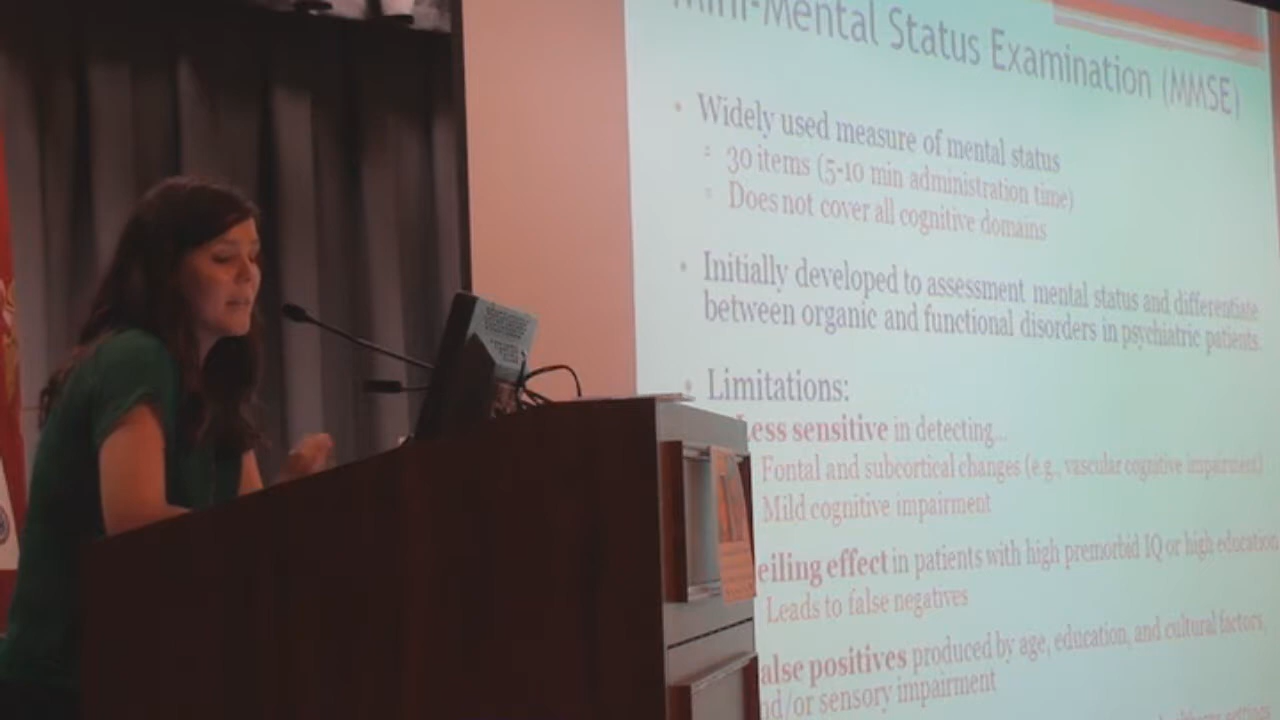 Mini-Mental Status Examination (MMSE)
• Widely used measure of mental status
▫ 30 items (5-10 min administration time)
▫ Does not cover all cognitive domains
• Initially developed to assessment mental status and differentiate
between organic and functional disorders in psychiatric patients.
• Limitations:
Less sensitive in detecting...
Fontal and subcortical changes (e.g., vascular cognitive impairment)
Mild cognitive impairment
eiling effect in patients with high premorbid IQ or high education
Leads to false negatives
alse positives produced by age, education, and cultural factors,
nd/or sensory impairment